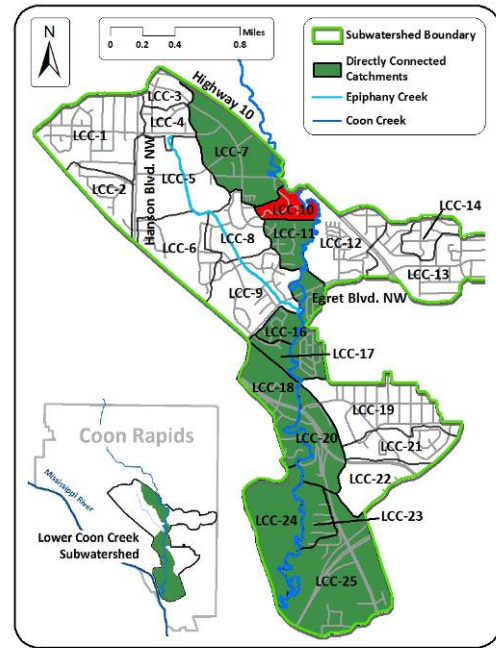 N
Miles
0 0.2 0.4 0.8
Subwatershed Boundary
Directly Connected
Catchments
Epiphany Creek
Coon Creek
Highway 10
LCC-3
LCC-4
LCC-1
LCC-7
LCC-2
Hanson Blvd. NW
LCC-5
LCC-10
LCC-14
LCC-11
LCC-12
LCC-6
LCC-8
LCC-13
LCC-9
Egret Blvd. NW
LCC-16
LCC-17
LCC-18
LCC-19
LCC-20
LCC-21
LCC-22
LCC-24
LCC-23
LCC-25
Coon Rapids
Mississippi River
Lower Coon Creek
Subwatershed